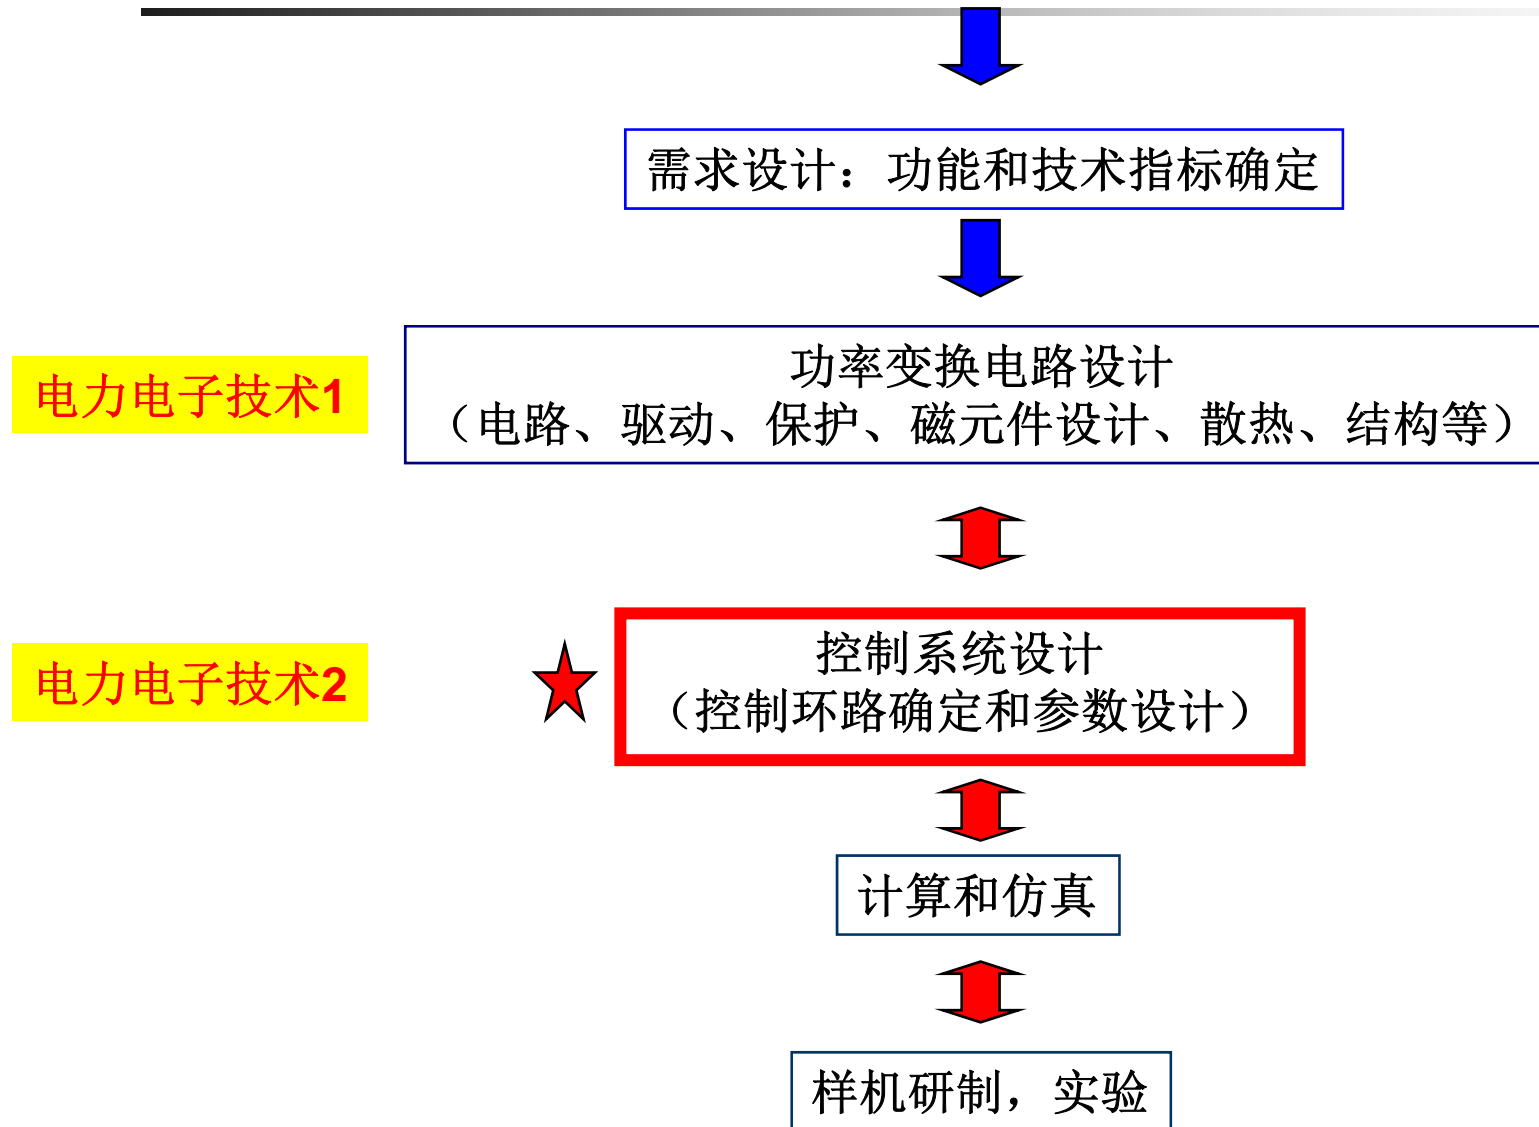 需求设计：功能和技术指标确定
电力电子技术1
功率变换电路设计
（电路、驱动、保护、磁元件设计、散热、结构等）
电力电子技术2
控制系统设计
（控制环路确定和参数设计）
计算和仿真
样机研制，实验